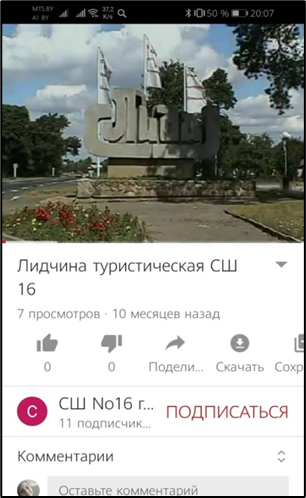 MTS.BY 37,2 50 % 20:07
A1 BY K/s
Лида
Лидчина туристическая СШ
16
7 просмотров · 10 месяцев назад
0 0 Подели... Скачать Сохр
С СШ No16 г... ПОДПИСАТЬСЯ
11 подписчик...
Комментарии
Оставьте комментарий